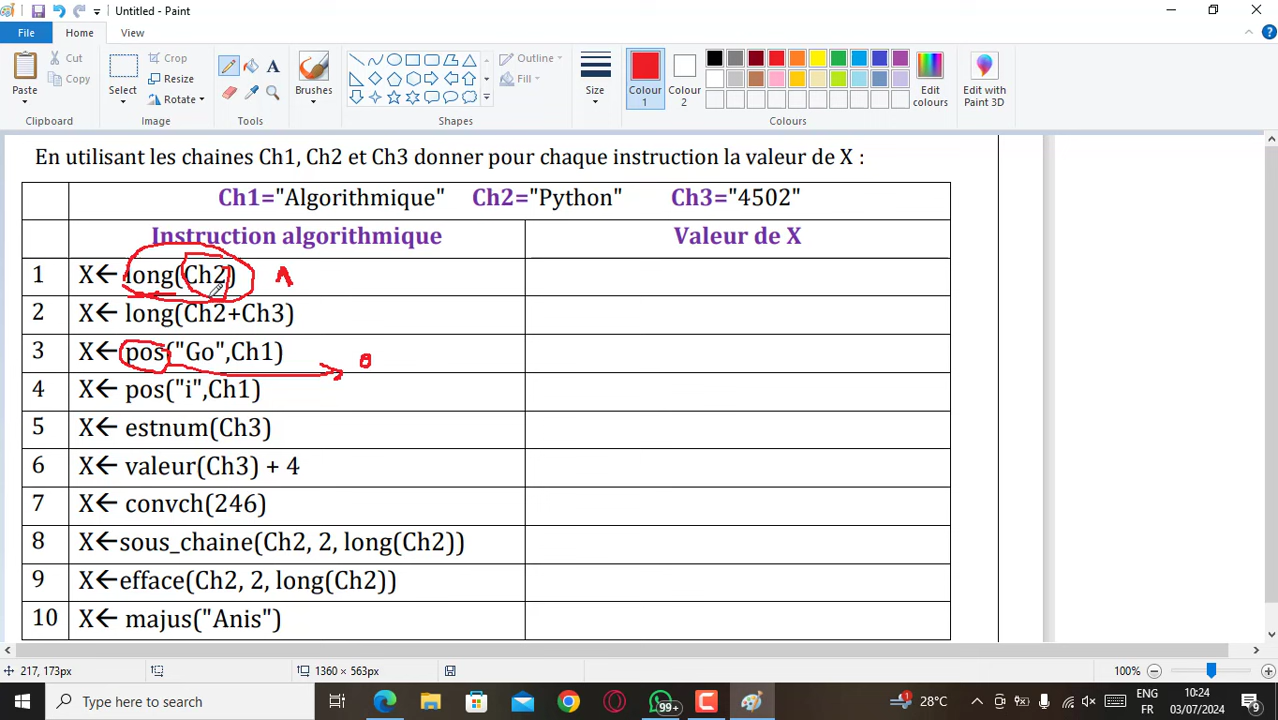 Untitled - Paint
File Home View
Paste
Cut
Copy
Clipboard
Select
Crop
Resize
Rotate
Image
Tools
Brushes
Shapes
Outline
Fill
Size
Colour 1
Colour 2
Colours
Edit colours
Edit with Paint 3D
En utilisant les chaines Ch1, Ch2 et Ch3 donner pour chaque instruction la valeur de X :
Ch1="Algorithmique" Ch2="Python" Ch3="4502"
Instruction algorithmique Valeur de X
1 X← long(Ch2)
2 X← long(Ch2+Ch3)
3 X← pos("Go",Ch1)
4 X← pos("i",Ch1)
5 X← estnum(Ch3)
6 X← valeur(Ch3) + 4
7 X← convch(246)
8 X←sous_chaine(Ch2, 2, long(Ch2))
9 X←efface(Ch2, 2, long(Ch2))
10 X← majus("Anis")
217, 173px 1360 × 563px 100%
Type here to search
99+
1
28°C
ENG
FR
10:24
03/07/2024
9